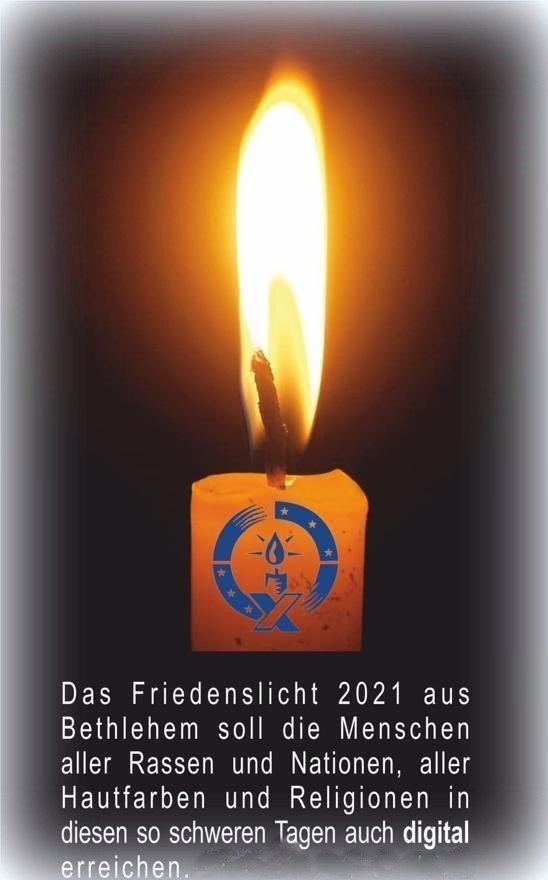 Das Friedenslicht 2021 aus
Bethlehem soll die Menschen
aller Rassen und Nationen, aller
Hautfarben und Religionen in
diesen so schweren Tagen auch digital
erreichen.